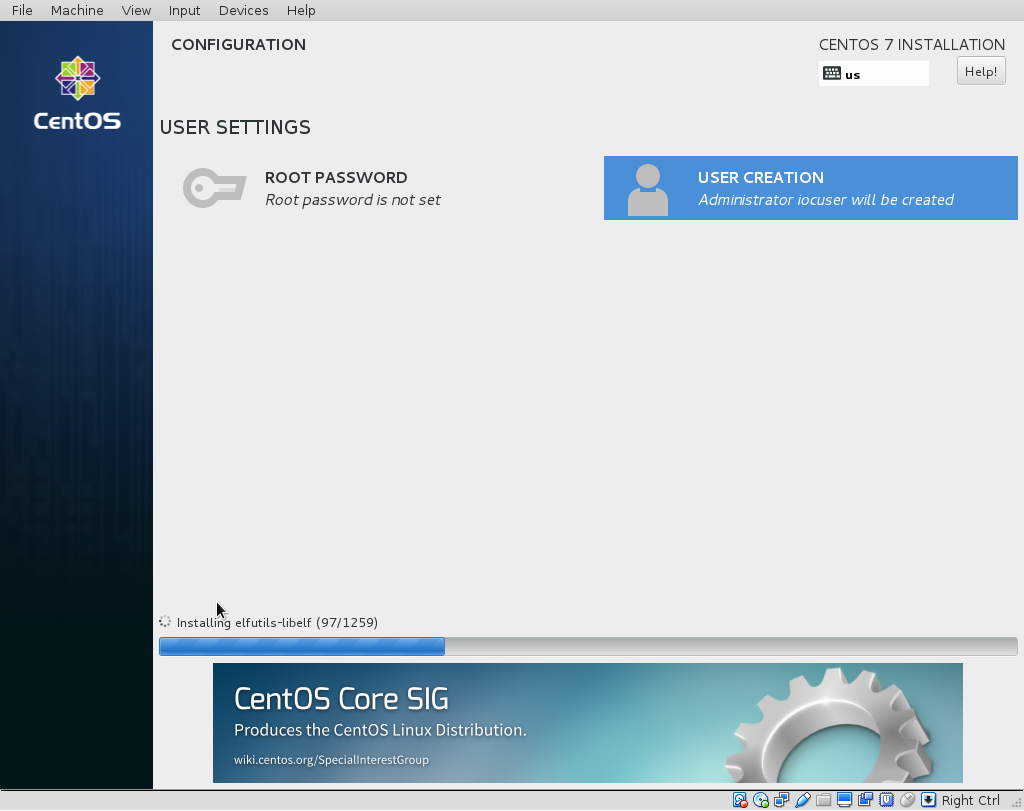 File Machine View Input Devices Help
CentOS
CONFIGURATION
CENTOS 7 INSTALLATION
us
Help!
USER SETTINGS
ROOT PASSWORD
Root password is not set
USER CREATION
Administrator iocuser will be created
Installing elfutils-libelf (97/1259)
CentOS Core SIG
Produces the CentOS Linux Distribution.
wiki.centos.org/SpecialInterestGroup
Right Ctrl